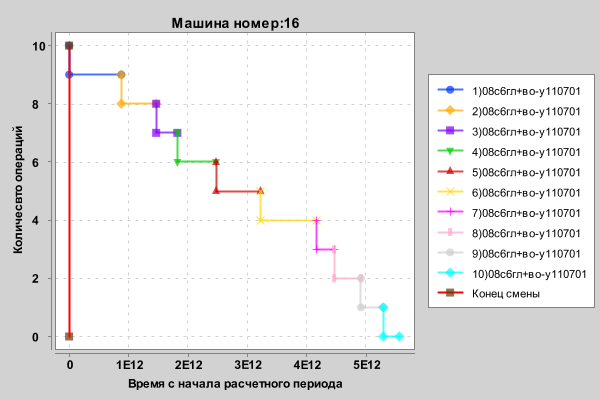 Машина номер:16
Количесвто операций
10
8
6
4
2
0
0 1E12 2E12 3E12 4E12 5E12
Время с начала расчетного периода
1)08с6гл+во-у110701
2)08с6гл+во-у110701
3)08с6гл+во-у110701
4)08с6гл+во-у110701
5)08с6гл+во-у110701
6)08с6гл+во-у110701
7)08с6гл+во-у110701
8)08с6гл+во-у110701
9)08с6гл+во-у110701
10)08с6гл+во-у110701
Конец смены